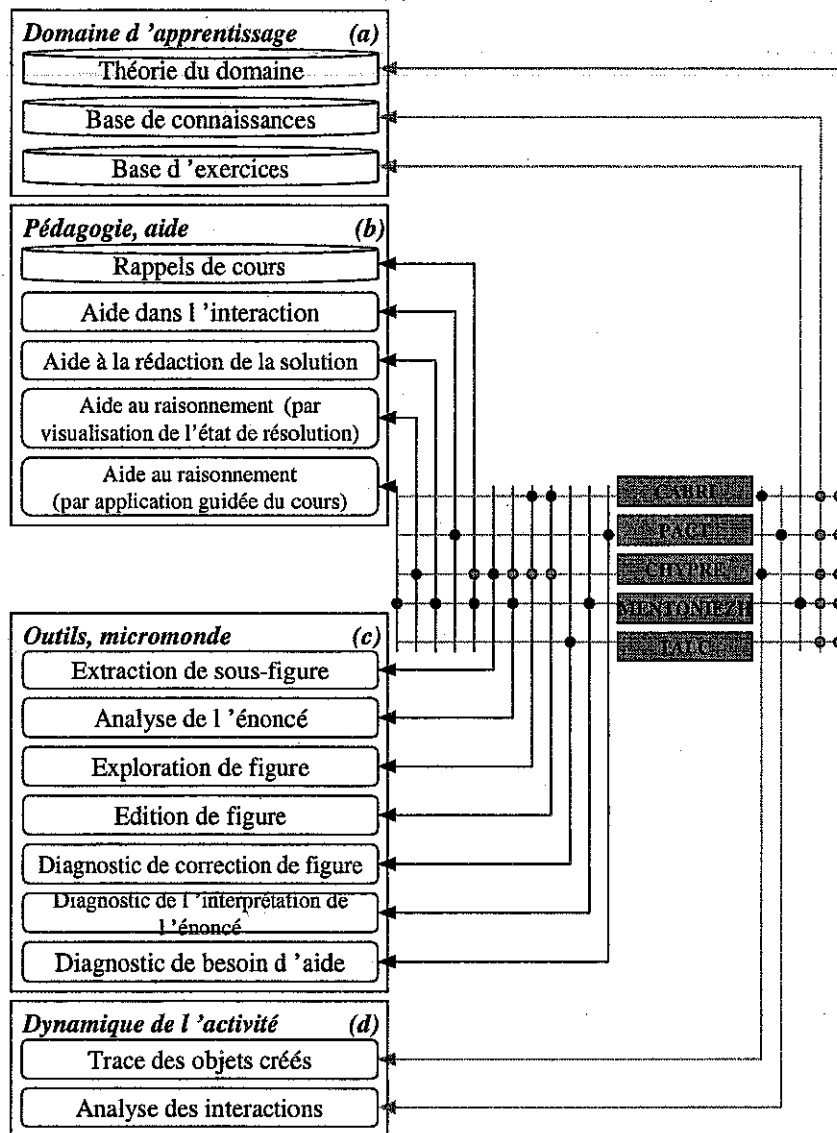 Domaine d 'apprentissage (a)
Théorie du domaine
Base de connaissances
Base d 'exercices
Pédagogie, aide (b)
Rappels de cours
Aide dans l 'interaction
Aide à la rédaction de la solution
Aide au raisonnement (par
visualisation de l'état de résolution)
Aide au raisonnement
(par application guidée du cours)
CABRI
PACT
CHYPRE
MENTONIEZH
TALC
Outils, micromonde (c)
Extraction de sous-figure
Analyse de l 'énoncé
Exploration de figure
Edition de figure
Diagnostic de correction de figure
Diagnostic de l 'interprétation de
l 'énoncé
Diagnostic de besoin d 'aide
Dynamique de l 'activité (d)
Trace des objets créés
Analyse des interactions